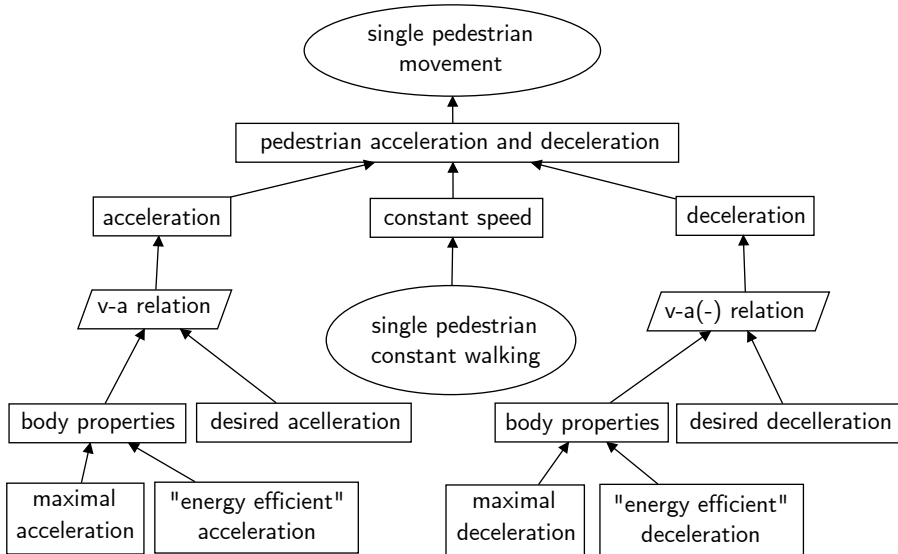 single pedestrian
movement
pedestrian acceleration and deceleration
acceleration
constant speed
deceleration
v-a relation
single pedestrian
constant walking
v-a(-) relation
body properties
desired acelleration
body properties
desired decelleration
maximal
acceleration
"energy efficient"
acceleration
maximal
deceleration
"energy efficient"
deceleration